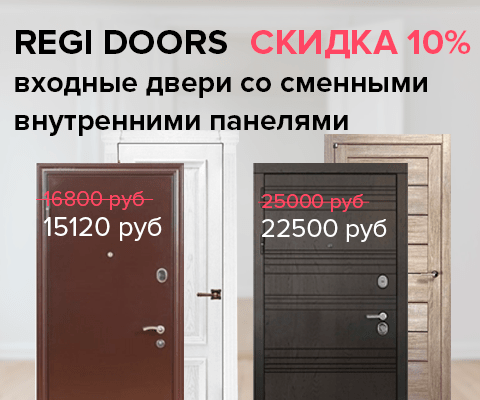 REGI DOORS СКИДКА 10%
входные двери со сменными
внутренними панелями
16800 руб
15120 руб
25000 руб
22500 руб